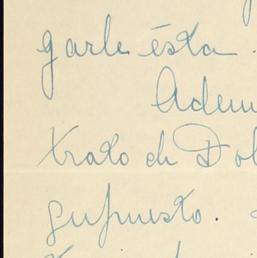 garle ésta.
Adem
trato de Dol
supuesto.